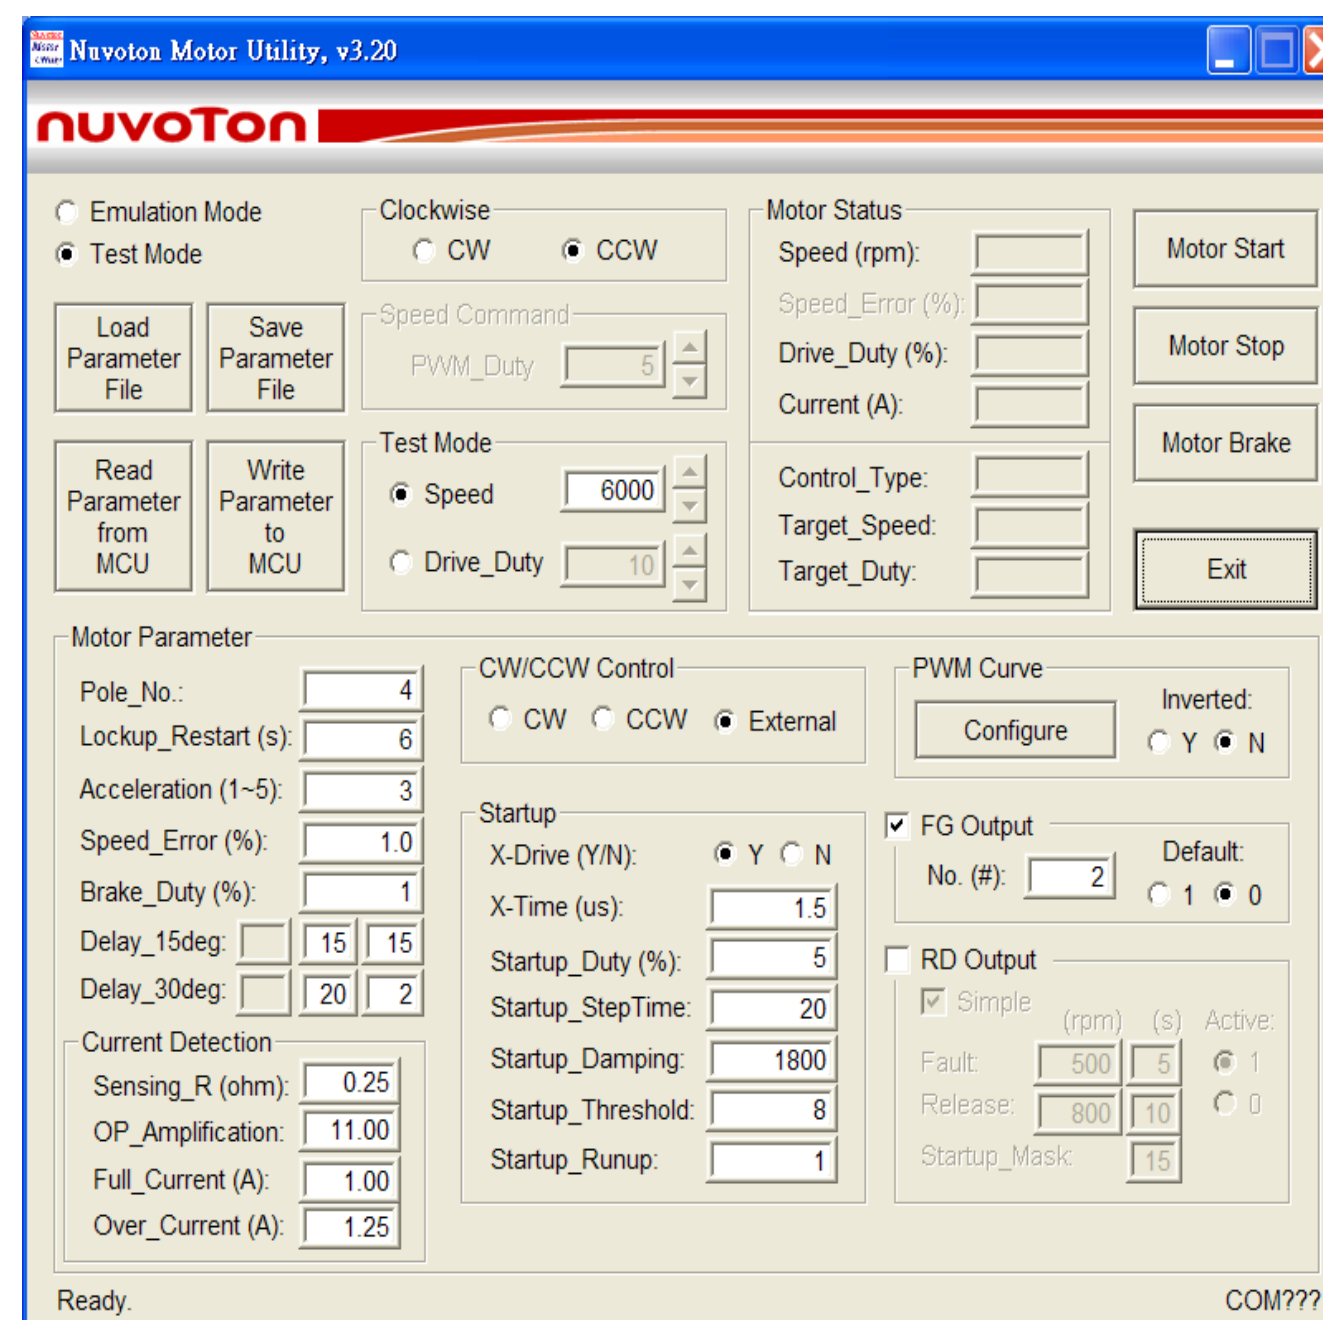 Nuvoton Motor Utility, v3.20
nuvoTon
Emulation Mode
Test Mode
Clockwise
CW CCW
Load
Parameter
File
Save
Parameter
File
Speed Command
PWM_Duty 5
Read
Parameter
from
MCU
Write
Parameter
to
MCU
Test Mode
Speed 6000
Drive_Duty 10
Motor Status
Speed (rpm):
Speed_Error (%):
Drive_Duty (%):
Current (A):
Control_Type:
Target_Speed:
Target_Duty:
Motor Start
Motor Stop
Motor Brake
Exit
Motor Parameter
Pole_No.: 4
Lockup_Restart (s): 6
Acceleration (1~5): 3
Speed_Error (%): 1.0
Brake_Duty (%): 1
Delay_15deg: 15 15
Delay_30deg: 20 2
Current Detection
Sensing_R (ohm): 0.25
OP_Amplification: 11.00
Full_Current (A): 1.00
Over_Current (A): 1.25
CW/CCW Control
CW CCW External
Startup
X-Drive (Y/N): Y N
X-Time (us): 1.5
Startup_Duty (%): 5
Startup_StepTime: 20
Startup_Damping: 1800
Startup_Threshold: 8
Startup_Runup: 1
PWM Curve
Configure
Inverted:
Y N
FG Output
No. (#): 2
Default:
1 0
RD Output
Simple
(rpm) (s) Active:
Fault: 500 5 1
Release: 800 10 0
Startup_Mask: 15
Ready.
COM???